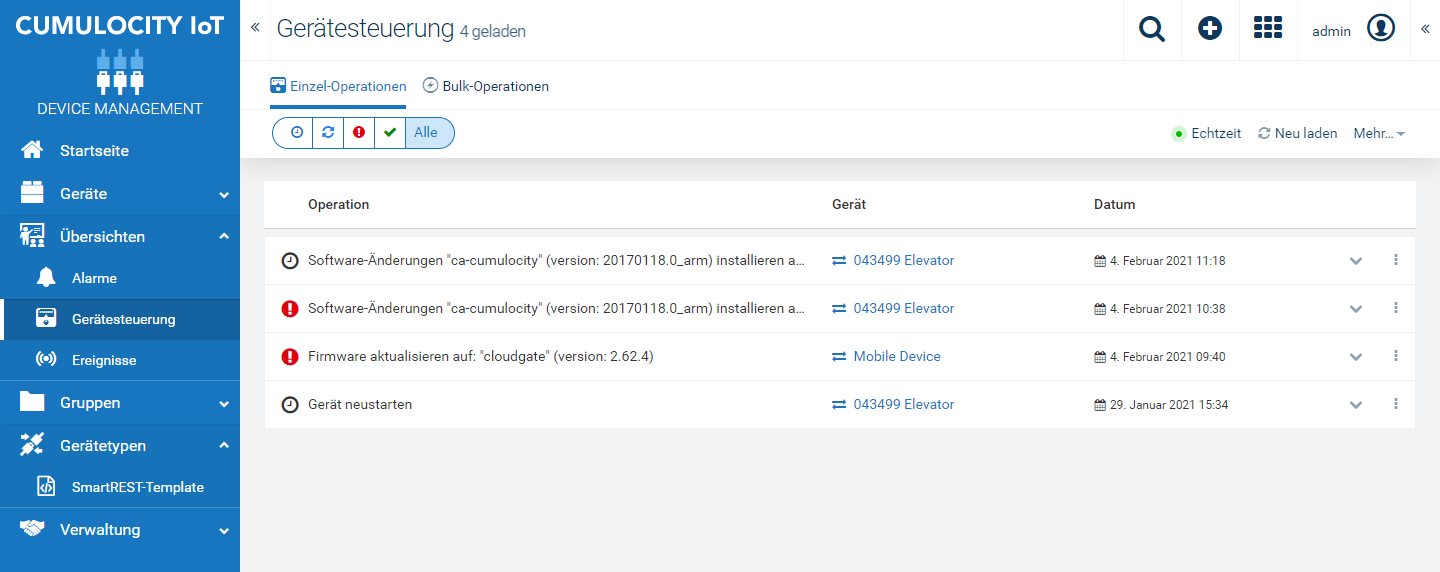 CUMULOCITY IoT
DEVICE MANAGEMENT
Startseite
Geräte
Übersichten
Alarme
Gerätesteuerung
Ereignisse
Gruppen
Gerätetypen
SmartREST-Template
Verwaltung
Gerätesteuerung 4 geladen
admin
Einzel-Operationen Bulk-Operationen
Alle
Echtzeit Neu laden Mehr...
Operation Gerät Datum
Software-Änderungen "ca-cumulocity" (version: 20170118.0_arm) installieren a... 043499 Elevator 4. Februar 2021 11:18
Software-Änderungen "ca-cumulocity" (version: 20170118.0_arm) installieren a... 043499 Elevator 4. Februar 2021 10:38
Firmware aktualisieren auf: "cloudgate" (version: 2.62.4) Mobile Device 4. Februar 2021 09:40
Gerät neustarten 043499 Elevator 29. Januar 2021 15:34